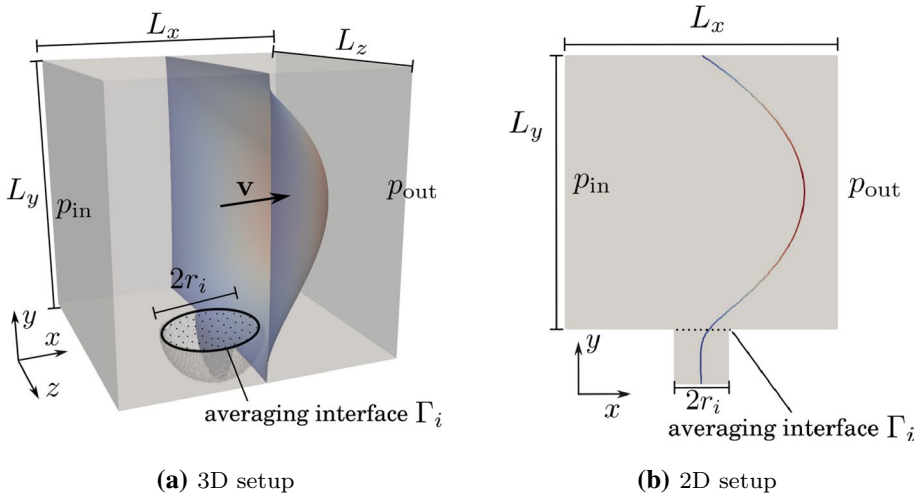 L_x
L_z
L_y
p_in
v
p_out
2r_i
y
x
z
averaging interface Γ_i
(a) 3D setup
L_x
L_y
p_in
p_out
y
x
2r_i
averaging interface Γ_i
(b) 2D setup